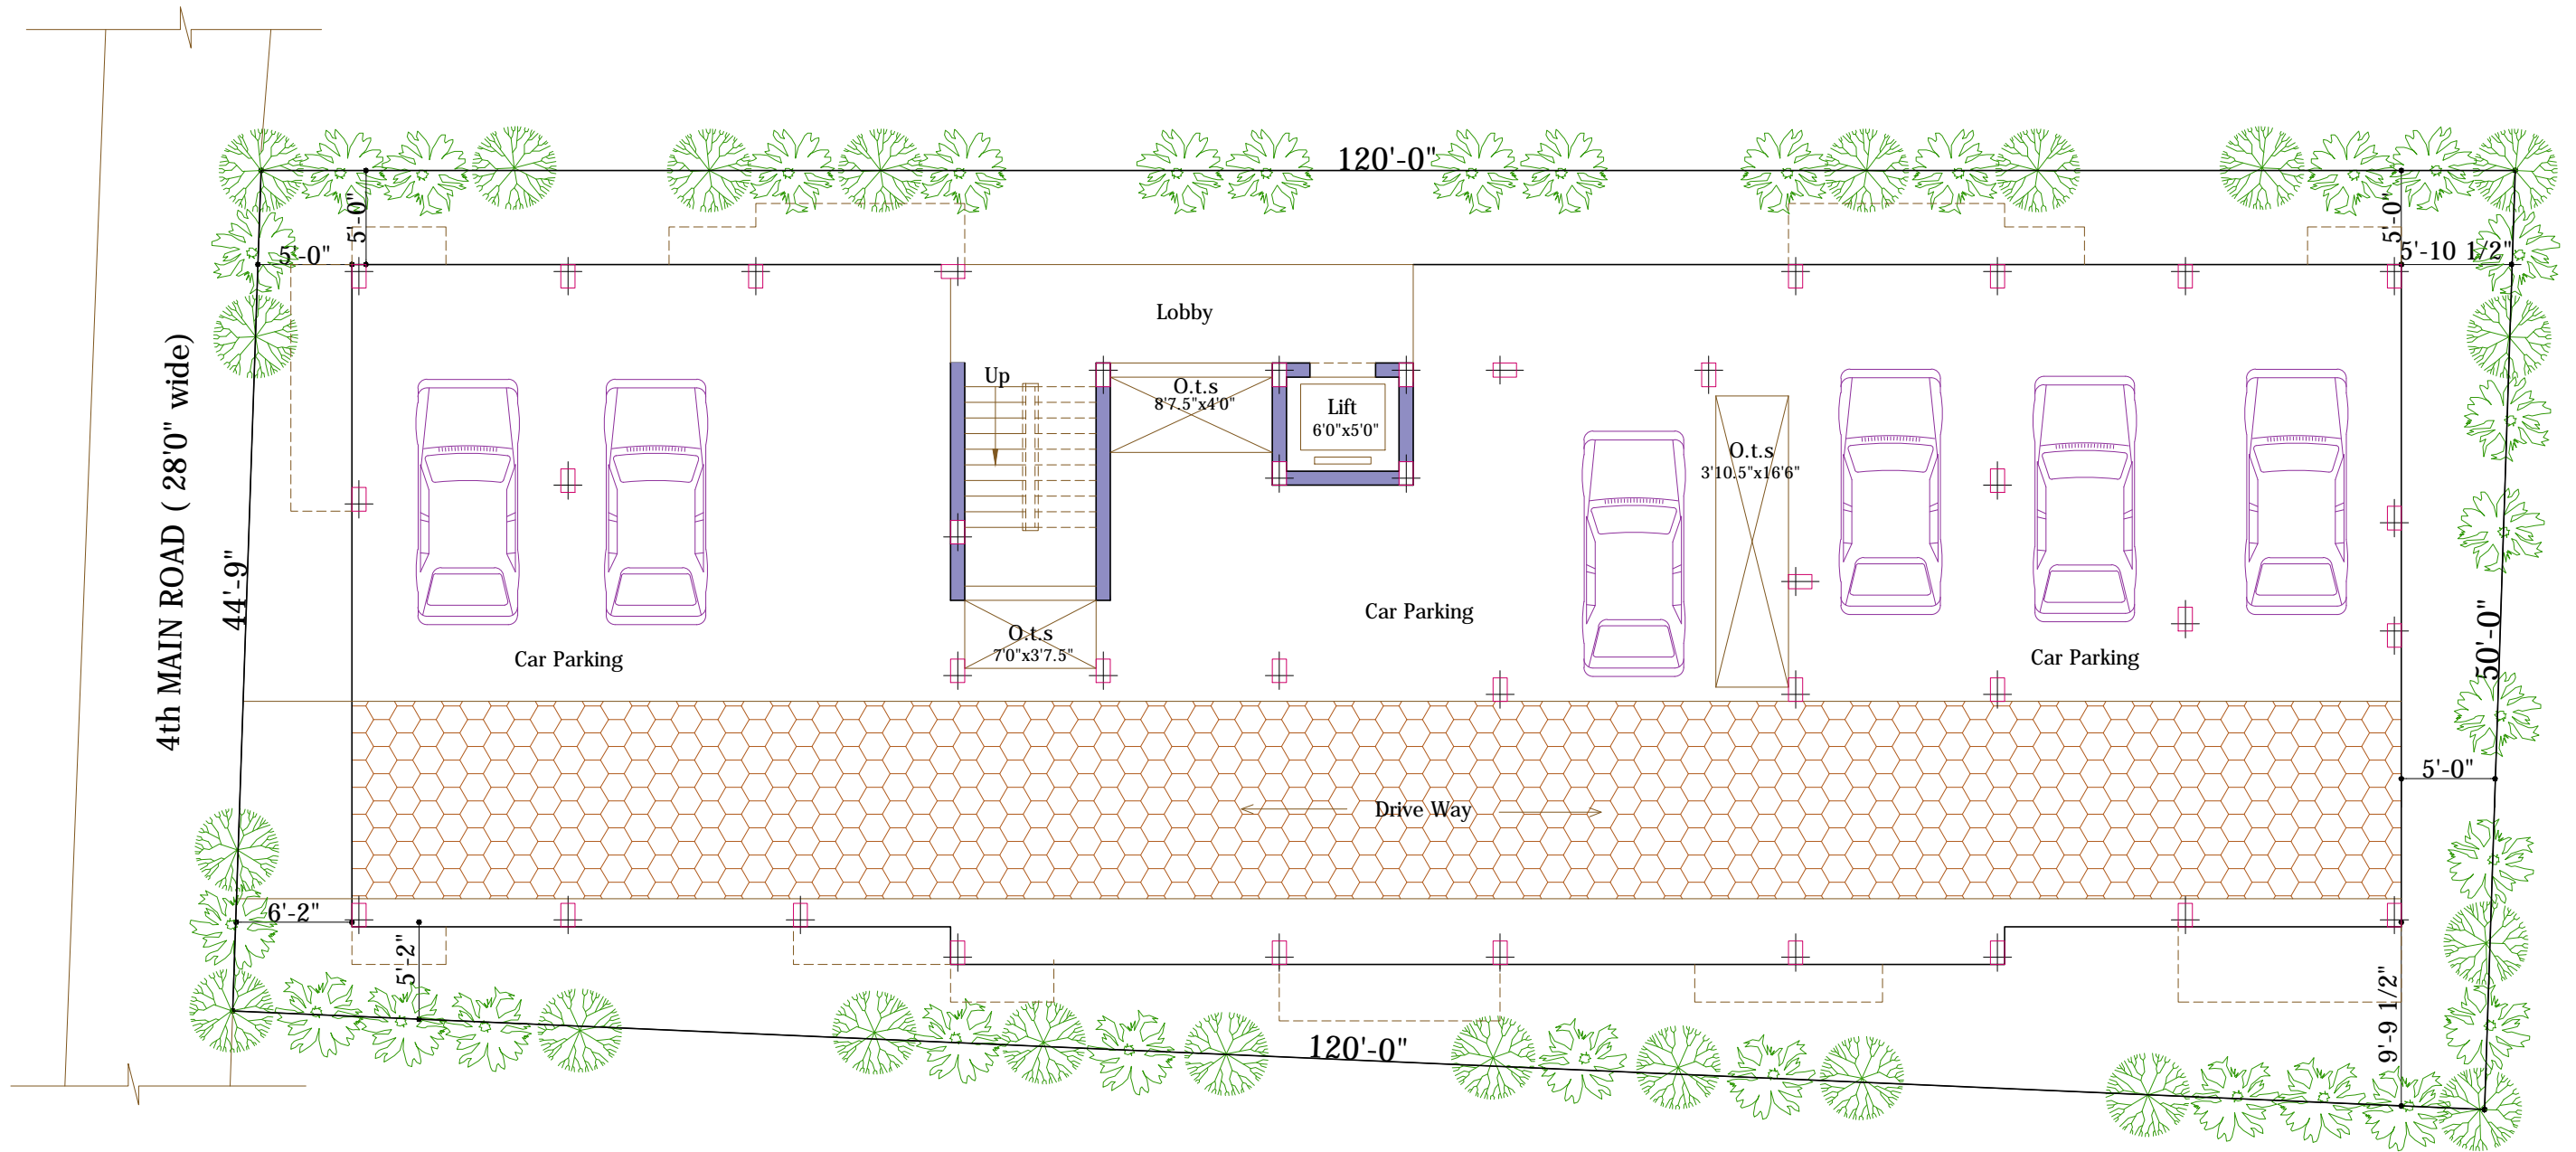 120'-0"
5'-0"
5'-0"
5'-0"
5'-10 1/2"
Lobby
Up
O.t.s
8'7.5"x4'0"
Lift
6'0"x5'0"
O.t.s
3'10.5"x16'6"
4th MAIN ROAD ( 28'0" wide)
44'-9"
Car Parking
O.t.s
7'0"x3'7.5"
Car Parking
Car Parking
50'-0"
5'-0"
Drive Way
6'-2"
5'-2"
9'-9 1/2"
120'-0"